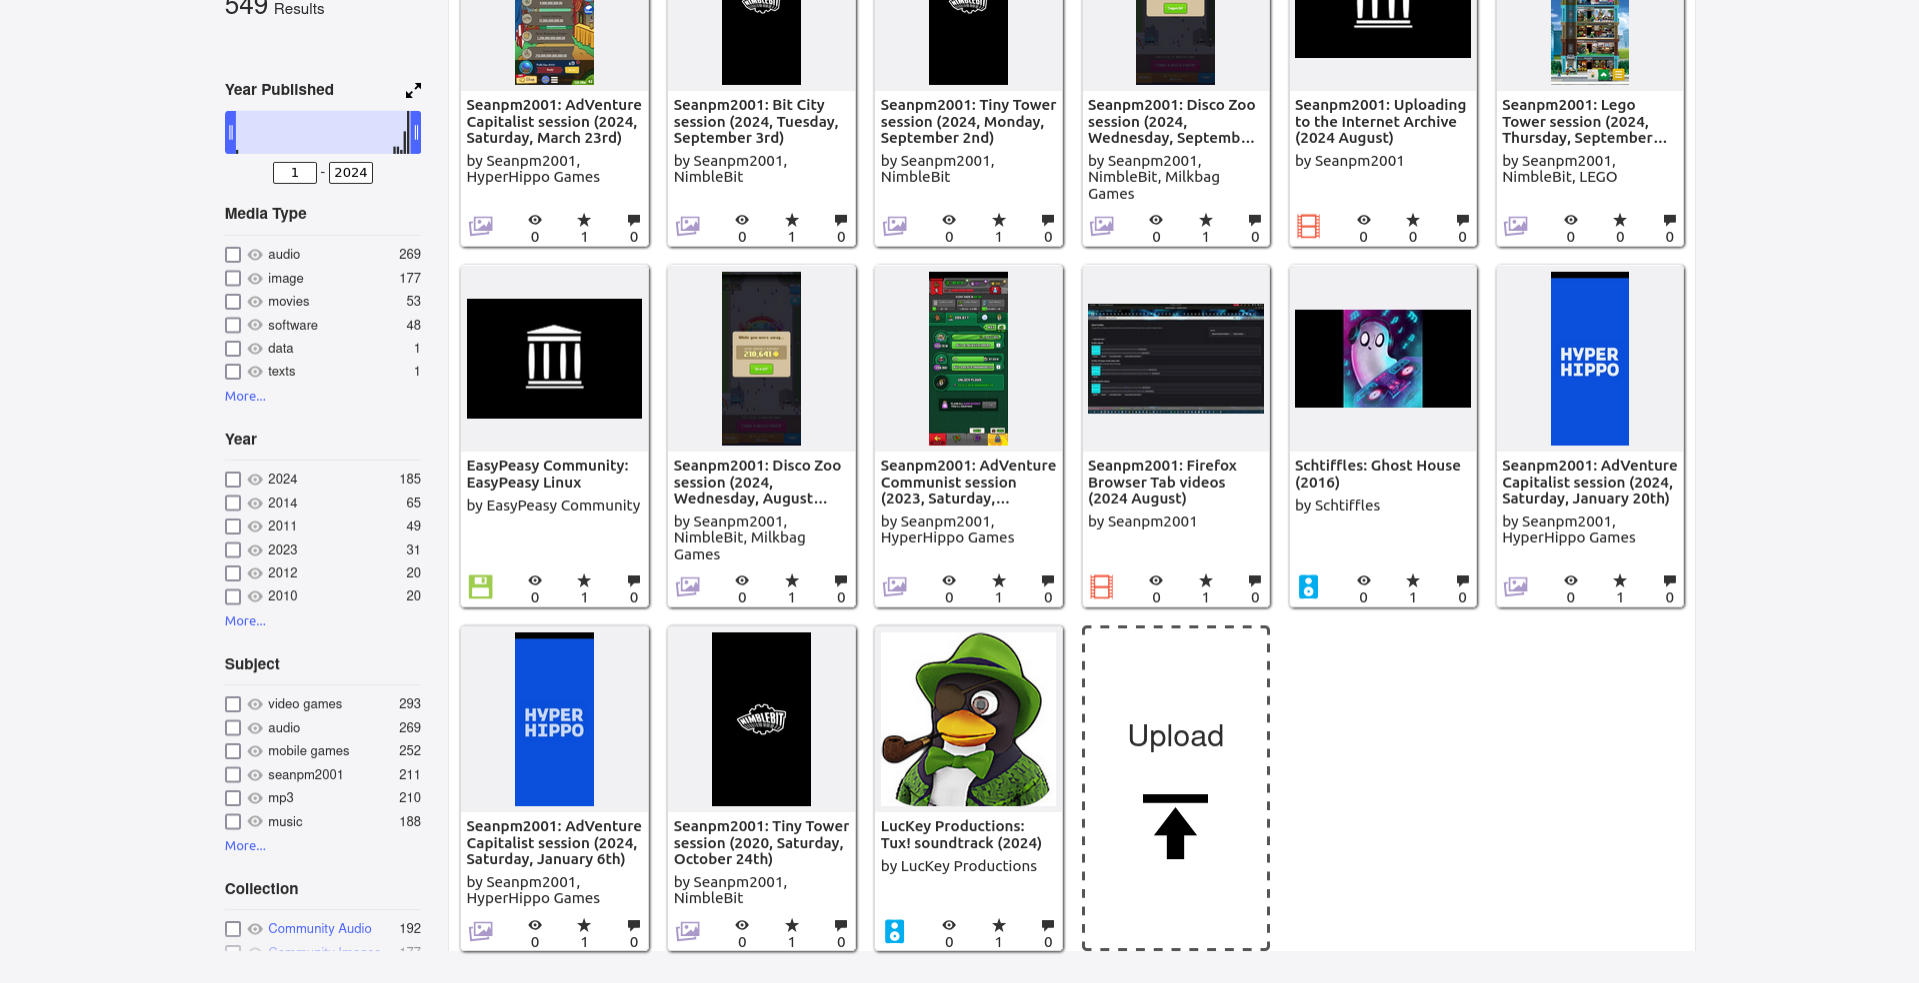 549 Results
Year Published
1 - 2024
Media Type
audio 269
image 177
movies 53
software 48
data 1
texts 1
More...
Year
2024 185
2014 65
2011 49
2023 31
2012 20
2010 20
More...
Subject
video games 293
audio 269
mobile games 252
seanpm2001 211
mp3 210
music 188
More...
Collection
Community Audio 192
Seanpm2001: AdVenture
Capitalist session (2024,
Saturday, March 23rd)
by Seanpm2001,
HyperHippo Games
0 1 0
Seanpm2001: Bit City
session (2024, Tuesday,
September 3rd)
by Seanpm2001,
NimbleBit
0 1 0
Seanpm2001: Tiny Tower
session (2024, Monday,
September 2nd)
by Seanpm2001,
NimbleBit
0 1 0
Seanpm2001: Disco Zoo
session (2024,
Wednesday, Septemb...
by Seanpm2001,
NimbleBit, Milkbag
Games
0 1 0
Seanpm2001: Uploading
to the Internet Archive
(2024 August)
by Seanpm2001
0 0 0
Seanpm2001: Lego
Tower session (2024,
Thursday, September...
by Seanpm2001,
NimbleBit, LEGO
0 0 0
EasyPeasy Community:
EasyPeasy Linux
by EasyPeasy Community
0 1 0
While you were away...
210,641
Seanpm2001: Disco Zoo
session (2024,
Wednesday, August...
by Seanpm2001,
NimbleBit, Milkbag
Games
0 1 0
Seanpm2001: AdVenture
Communist session
(2023, Saturday,...
by Seanpm2001,
HyperHippo Games
0 1 0
Seanpm2001: Firefox
Browser Tab videos
(2024 August)
by Seanpm2001
0 1 0
Schtiffles: Ghost House
(2016)
by Schtiffles
0 1 0
HYPER
HIPPO
Seanpm2001: AdVenture
Capitalist session (2024,
Saturday, January 20th)
by Seanpm2001,
HyperHippo Games
0 1 0
HYPER
HIPPO
Seanpm2001: AdVenture
Capitalist session (2024,
Saturday, January 6th)
by Seanpm2001,
HyperHippo Games
0 1 0
NIMBLEBIT
Seanpm2001: Tiny Tower
session (2020, Saturday,
October 24th)
by Seanpm2001,
NimbleBit
0 1 0
LucKey Productions:
Tux! soundtrack (2024)
by LucKey Productions
0 1 0
Upload